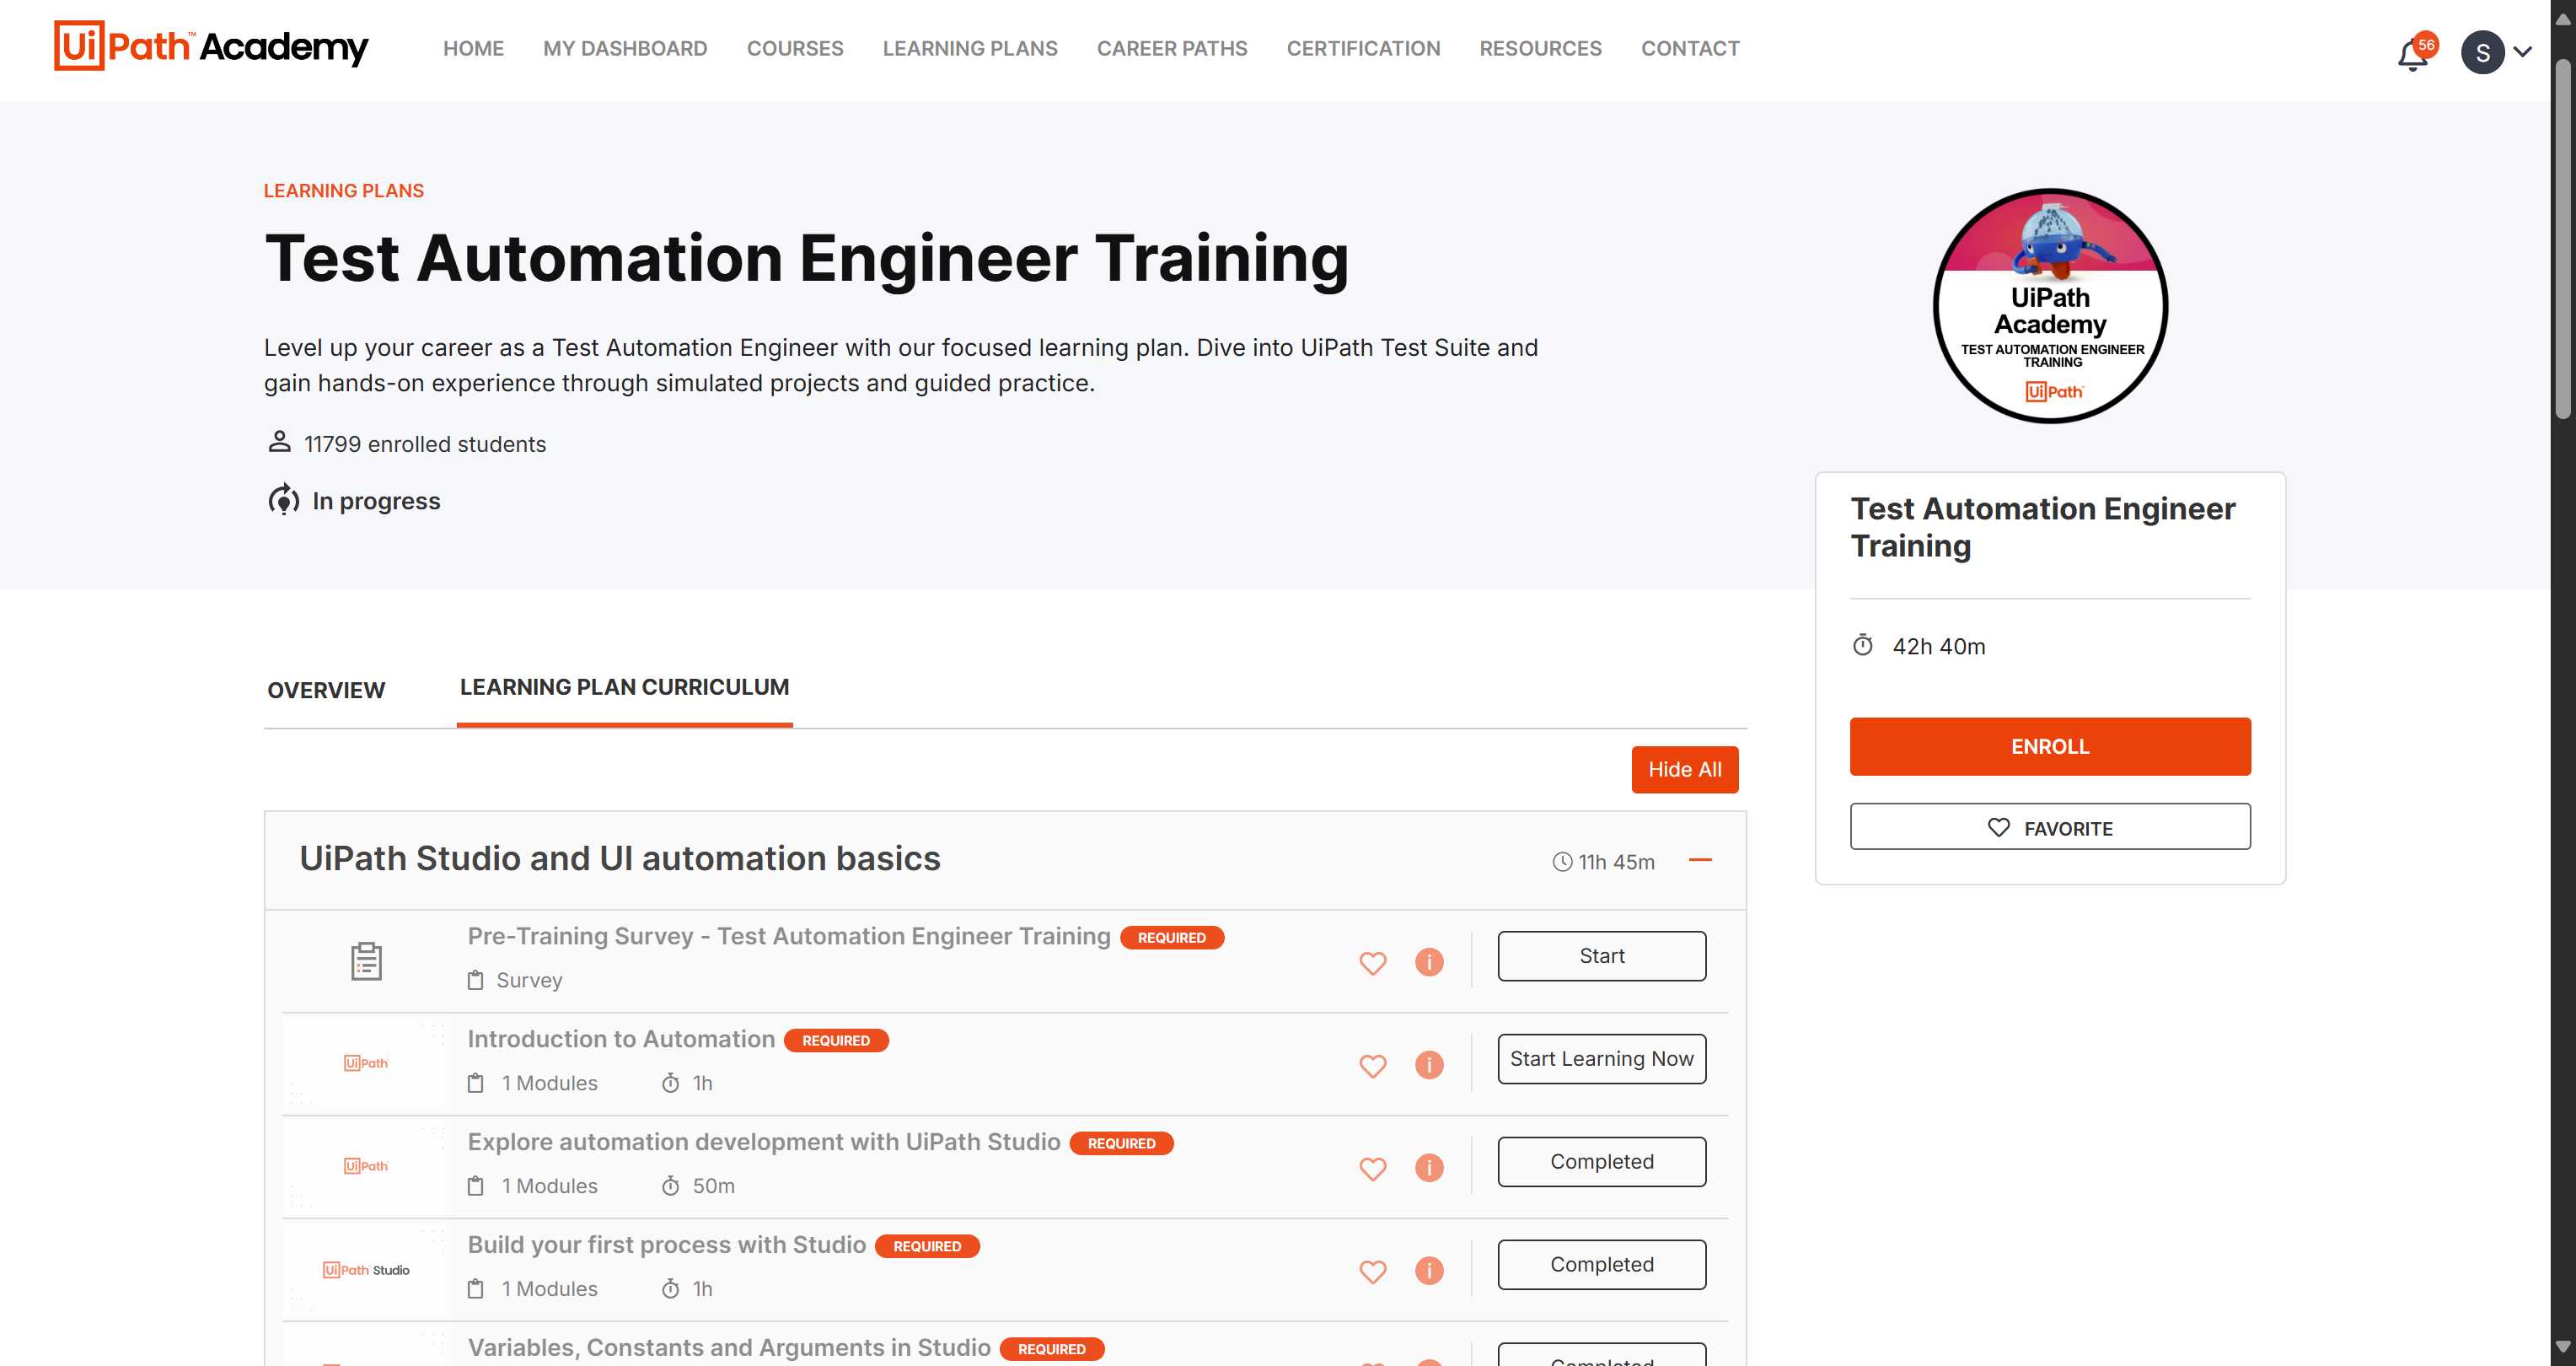 UiPath™ Academy
HOME
MY DASHBOARD
COURSES
LEARNING PLANS
CAREER PATHS
CERTIFICATION
RESOURCES
CONTACT
56
S
LEARNING PLANS
Test Automation Engineer Training
Level up your career as a Test Automation Engineer with our focused learning plan. Dive into UiPath Test Suite and
gain hands-on experience through simulated projects and guided practice.
11799 enrolled students
In progress
UiPath
Academy
TEST AUTOMATION ENGINEER
TRAINING
UiPath
Test Automation Engineer
Training
42h 40m
ENROLL
FAVORITE
OVERVIEW
LEARNING PLAN CURRICULUM
Hide All
UiPath Studio and UI automation basics
11h 45m
Pre-Training Survey - Test Automation Engineer Training REQUIRED
Survey
Start
UiPath
Introduction to Automation REQUIRED
1 Modules
1h
Start Learning Now
UiPath
Explore automation development with UiPath Studio REQUIRED
1 Modules
50m
Completed
UiPath Studio
Build your first process with Studio REQUIRED
1 Modules
1h
Completed
Variables, Constants and Arguments in Studio REQUIRED
Completed